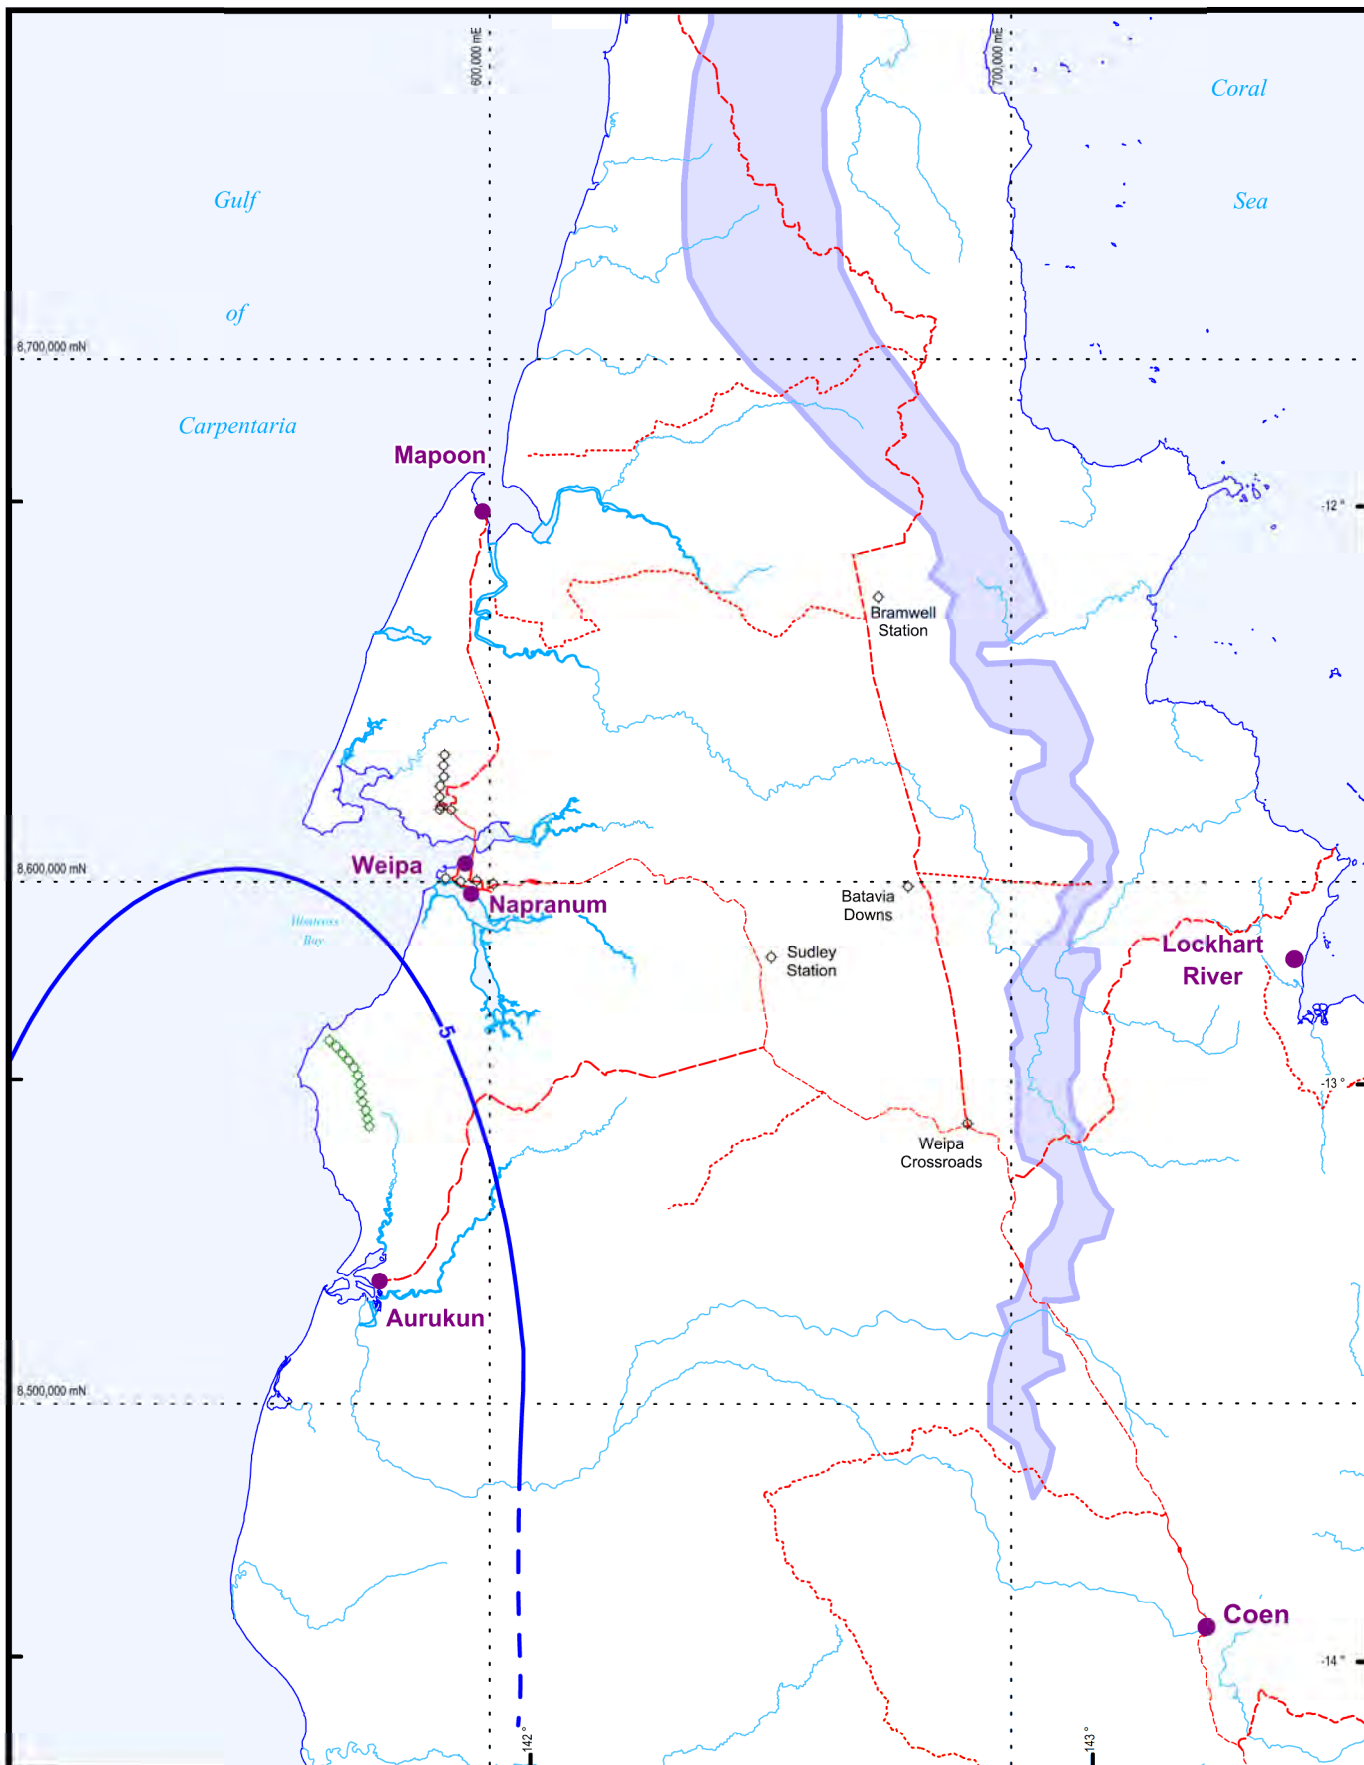 600,000 mE
700,000 mE
Coral
Gulf
Sea
of
8,700,000 mN
Carpentaria
Mapoon
-12°
Bramwell
Station
Weipa
8,600,000 mN
Napranum
Batavia
Downs
Bay
Lockhart
River
Sudley
Station
5
-13°
Weipa
Crossroads
Aurukun
8,500,000 mN
Coen
-14°
142°
143°